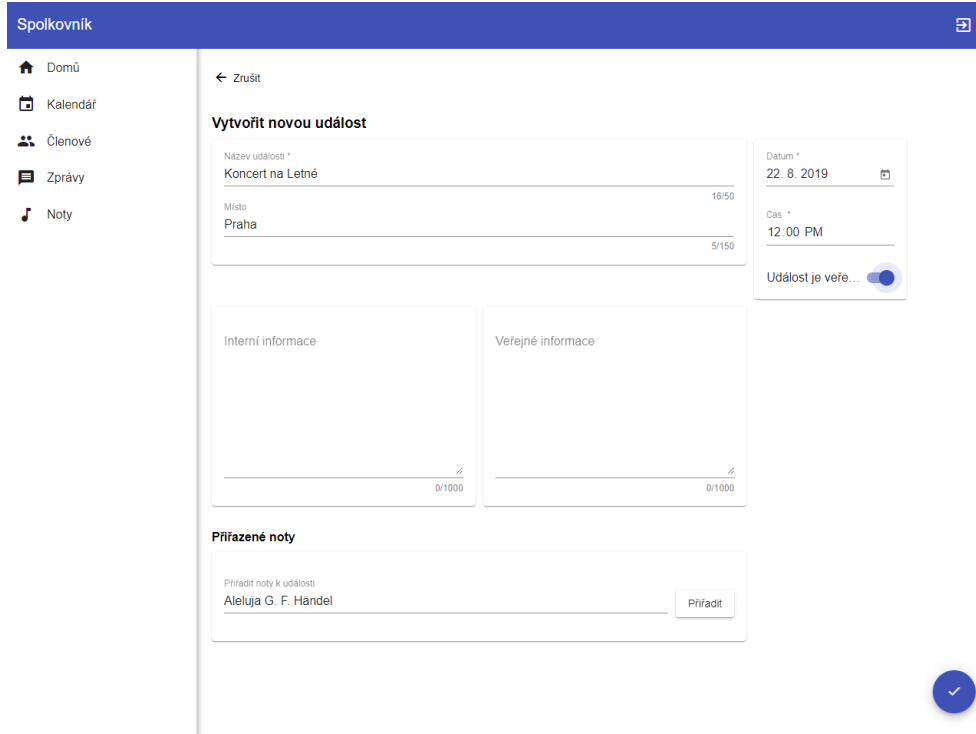 Spolkovník
Domů
Kalendář
Členové
Zprávy
Noty
Zrušit
Vytvořit novou událost
Název události *
Koncert na Letné
16/50
Místo
Praha
5/150
Datum *
22. 8. 2019
Čas *
12:00 PM
Událost je veře...
Interní informace
0/1000
Veřejné informace
0/1000
Přiřazené noty
Přiřadit noty k události
Aleluja G. F. Händel
Přiřadit